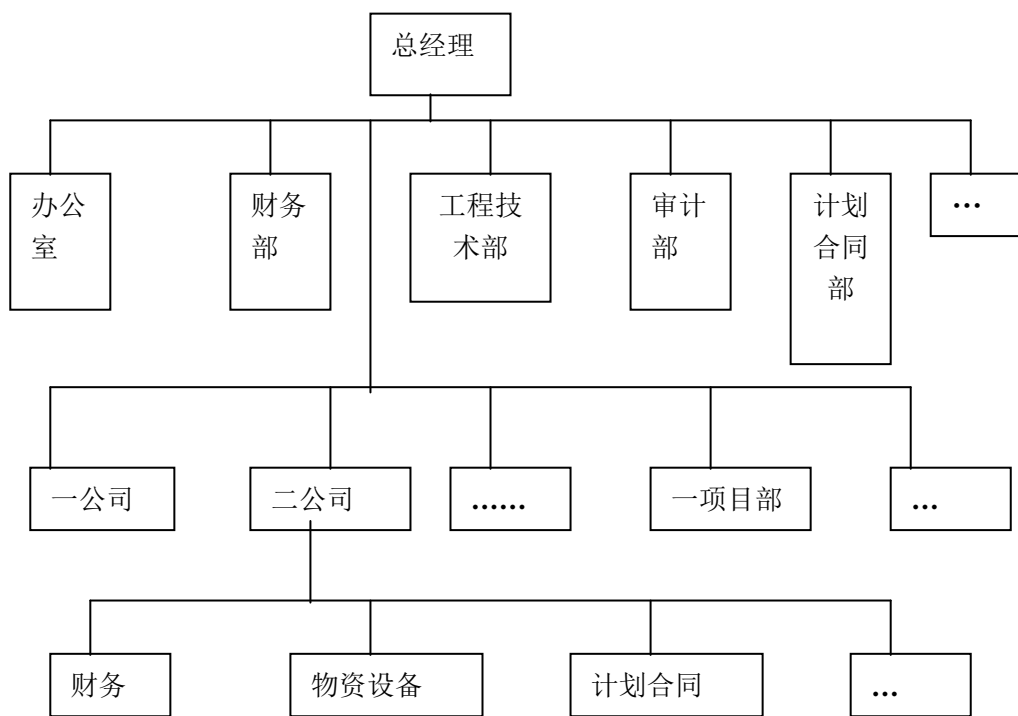 总经理
办公
室
财务
部
工程技
术部
审计
部
计划
合同
部
...
一公司
二公司
......
一项目部
...
财务
物资设备
计划合同
...